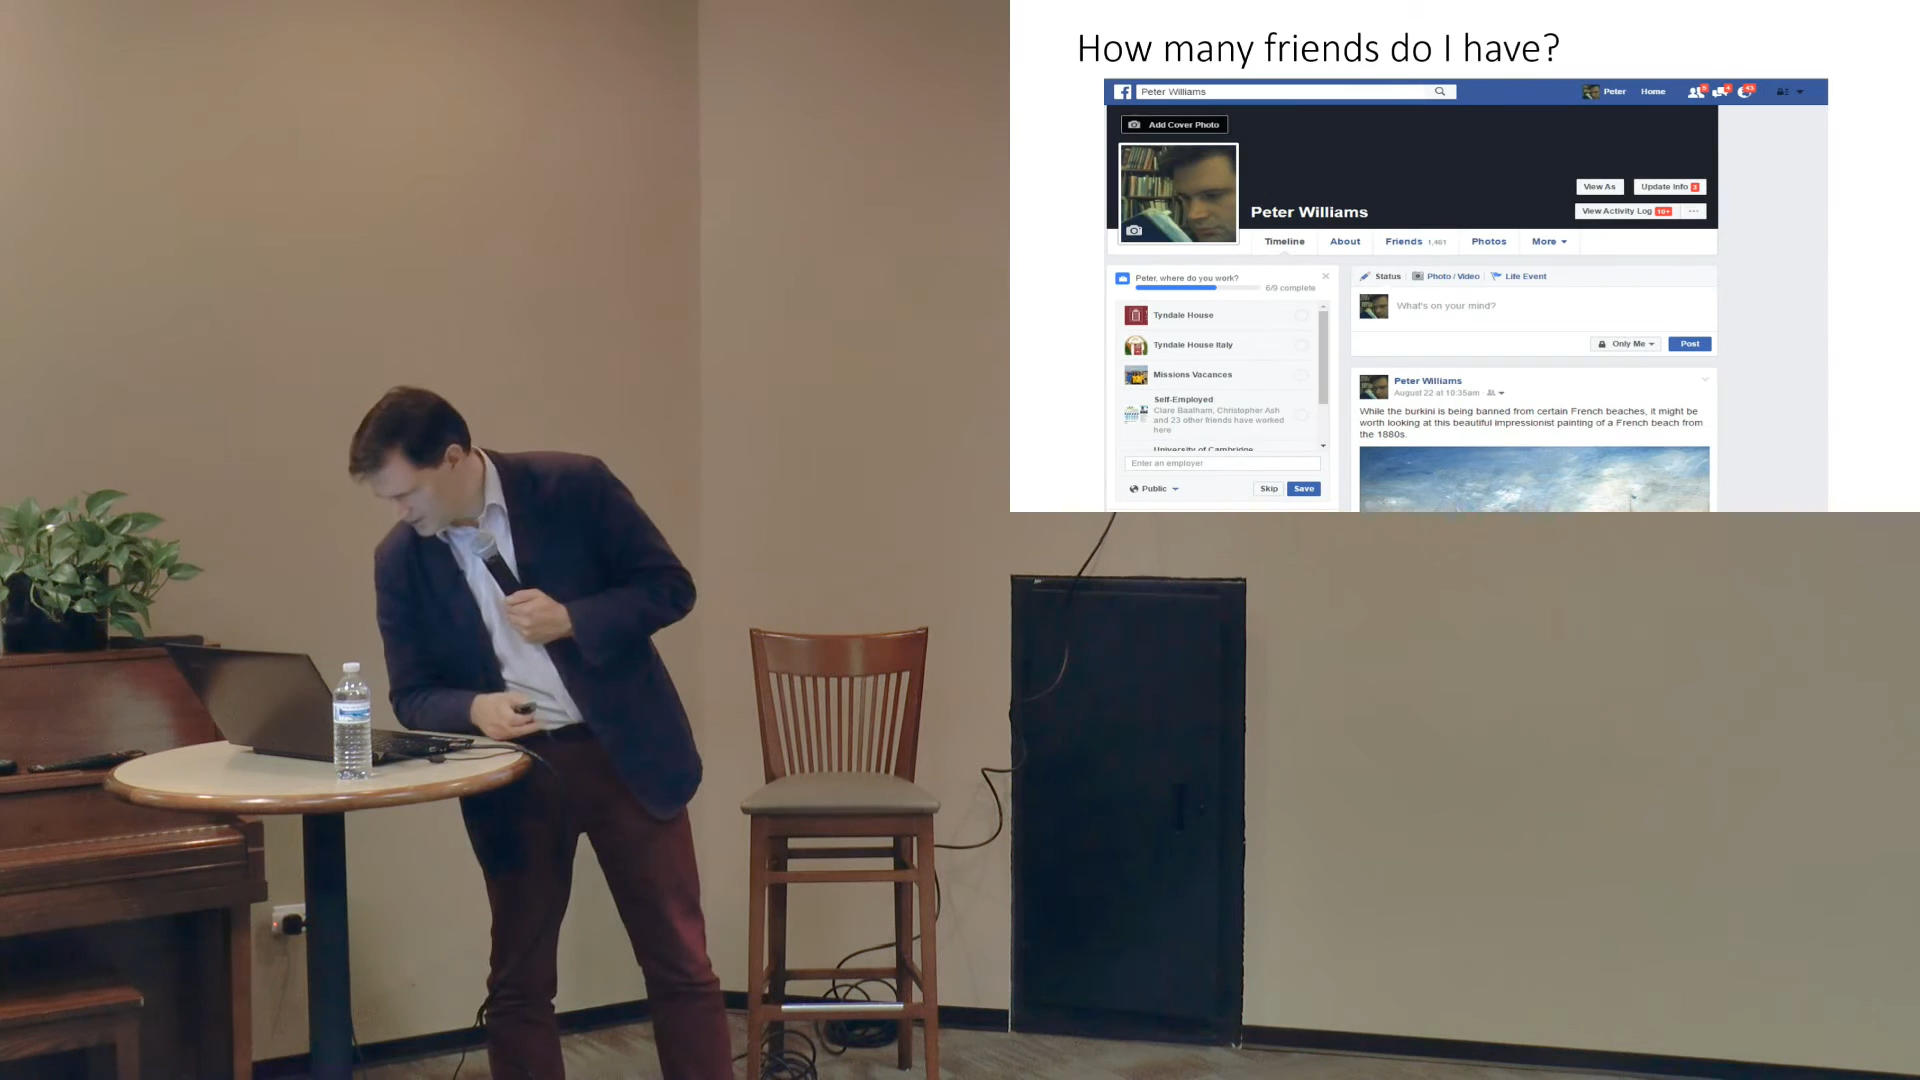 How many friends do I have?
Peter Williams
Peter
Home
Add Cover Photo
View As
Update Info 3
View Activity Log 10+ ...
Peter Williams
Timeline About Friends 1,461 Photos More
Peter, where do you work?
6/9 complete
Tyndale House
Tyndale House Italy
Missions Vacances
Self-Employed
Clare Baalham, Christopher Ash
and 23 other friends have worked
here
University of Cambridge
Enter an employer
Public Skip Save
Status Photo / Video Life Event
What's on your mind?
Only Me Post
Peter Williams
August 22 at 10:35am
While the burkini is being banned from certain French beaches, it might be
worth looking at this beautiful impressionist painting of a French beach from
the 1880s.